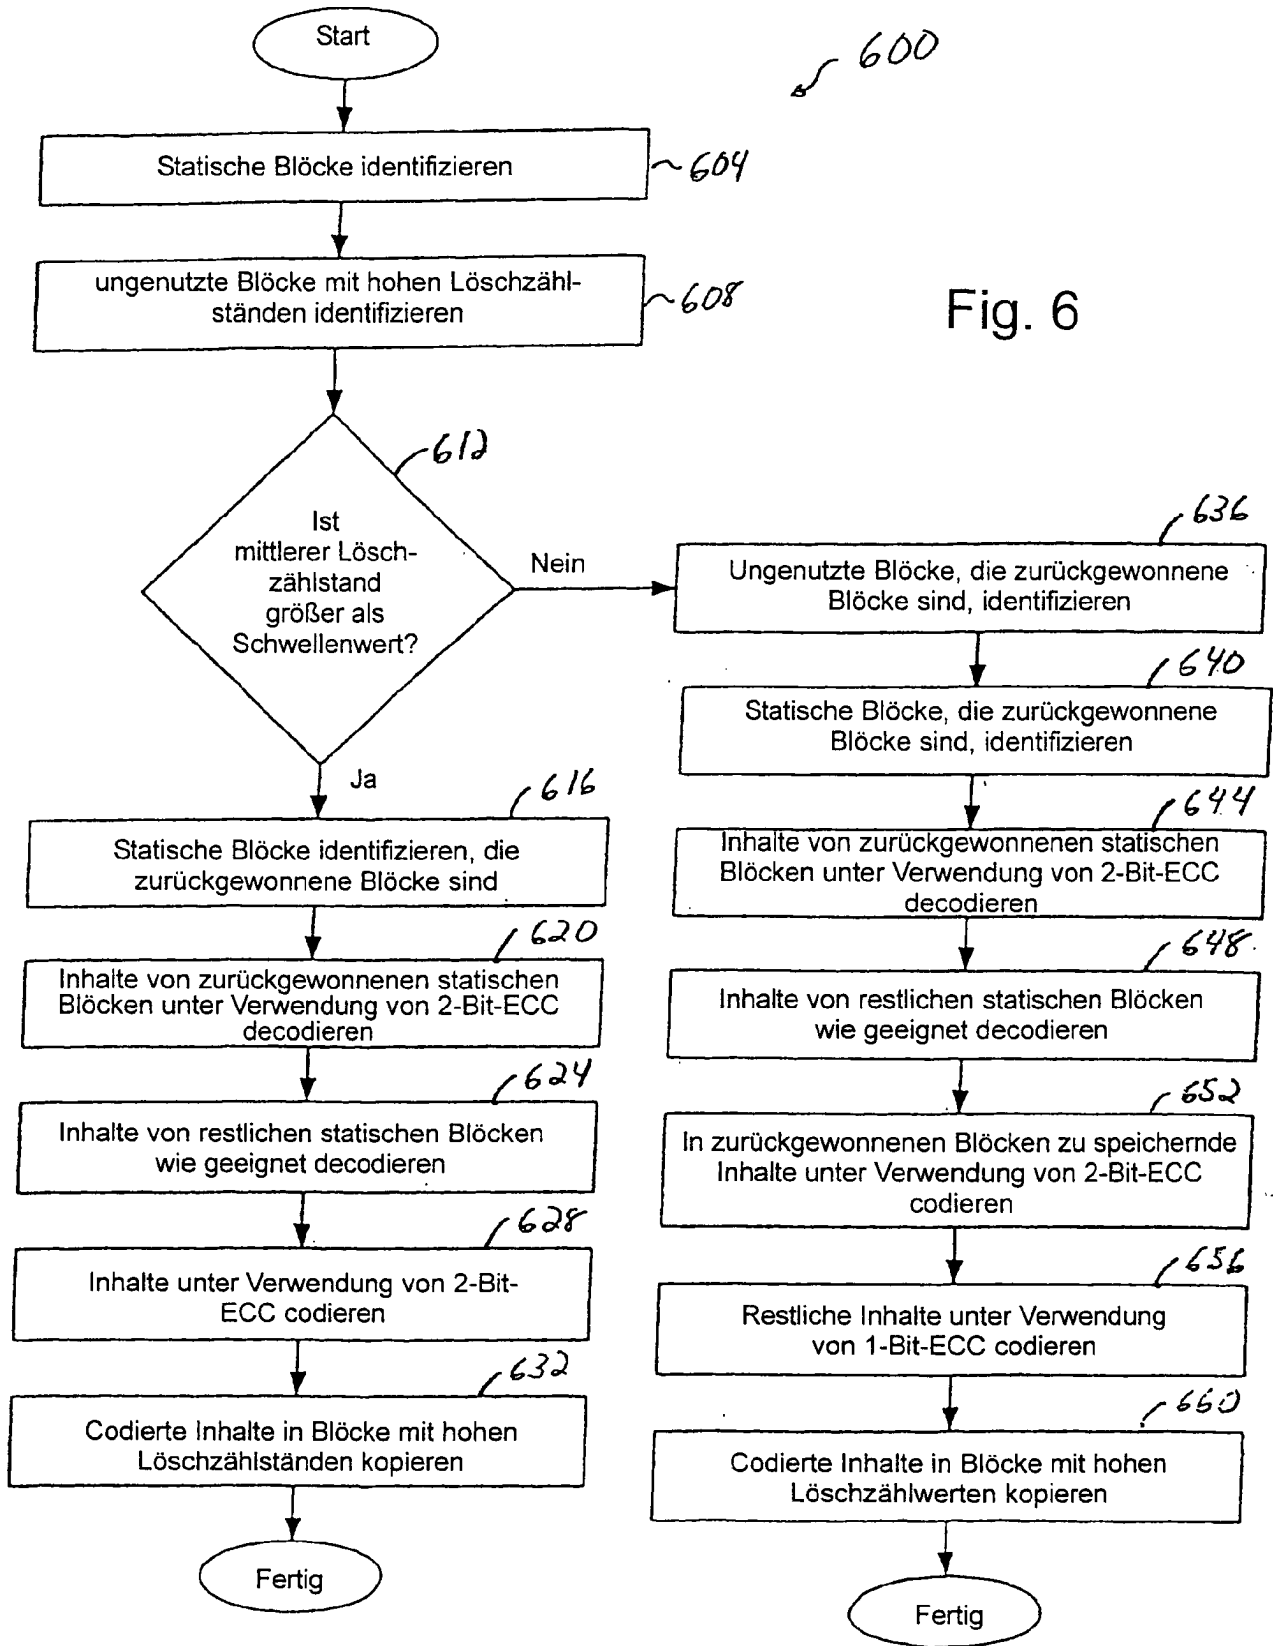 Start
600
Statische Blöcke identifizieren
604
ungenutzte Blöcke mit hohen Löschzähl-
ständen identifizieren
608
Fig. 6
612
Ist
mittlerer Lösch-
zählstand
größer als
Schwellenwert?
Nein
Ja
616
Statische Blöcke identifizieren, die
zurückgewonnene Blöcke sind
620
Inhalte von zurückgewonnenen statischen
Blöcken unter Verwendung von 2-Bit-ECC
decodieren
624
Inhalte von restlichen statischen Blöcken
wie geeignet decodieren
628
Inhalte unter Verwendung von 2-Bit-
ECC codieren
632
Codierte Inhalte in Blöcke mit hohen
Löschzählständen kopieren
Fertig
636
Ungenutzte Blöcke, die zurückgewonnene
Blöcke sind, identifizieren
640
Statische Blöcke, die zurückgewonnene
Blöcke sind, identifizieren
644
Inhalte von zurückgewonnenen statischen
Blöcken unter Verwendung von 2-Bit-ECC
decodieren
648
Inhalte von restlichen statischen Blöcken
wie geeignet decodieren
652
In zurückgewonnenen Blöcken zu speichernde
Inhalte unter Verwendung von 2-Bit-ECC
codieren
656
Restliche Inhalte unter Verwendung
von 1-Bit-ECC codieren
660
Codierte Inhalte in Blöcke mit hohen
Löschzählwerten kopieren
Fertig